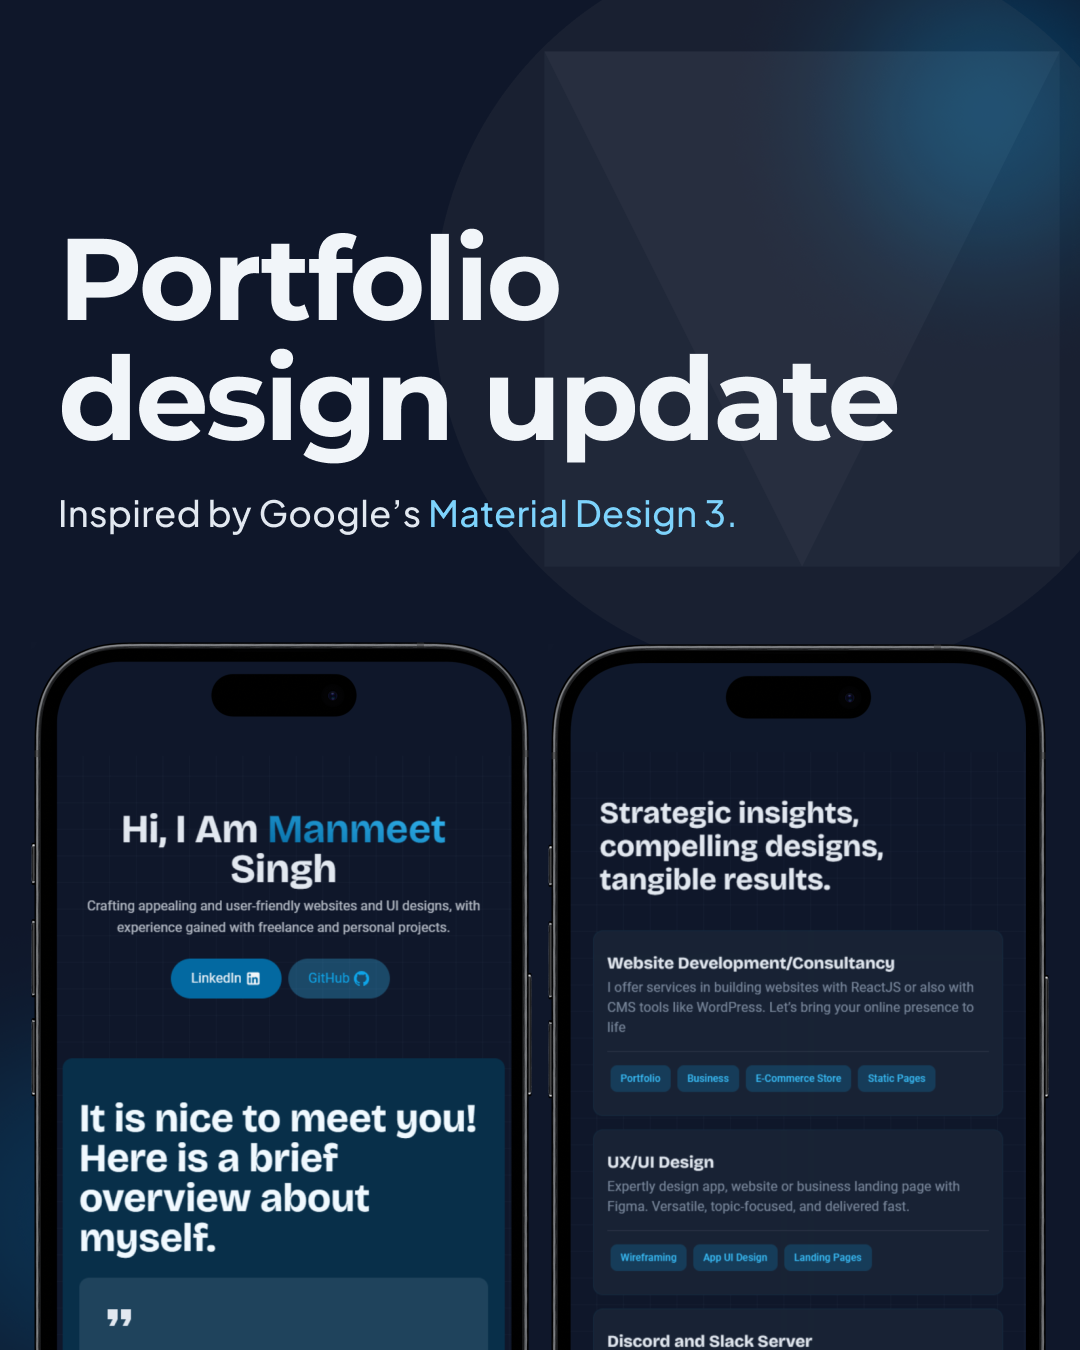 Portfolio
design update
Inspired by Google’s Material Design 3.
Hi, I Am Manmeet
Singh
Crafting appealing and user-friendly websites and UI designs, with
experience gained with freelance and personal projects.
LinkedIn
GitHub
It is nice to meet you!
Here is a brief
overview about
myself.
”
Strategic insights,
compelling designs,
tangible results.
Website Development/Consultancy
I offer services in building websites with ReactJS or also with
CMS tools like WordPress. Let’s bring your online presence to
life
Portfolio
Business
E-Commerce Store
Static Pages
UX/UI Design
Expertly design app, website or business landing page with
Figma. Versatile, topic-focused, and delivered fast.
Wireframing
App UI Design
Landing Pages
Discord and Slack Server